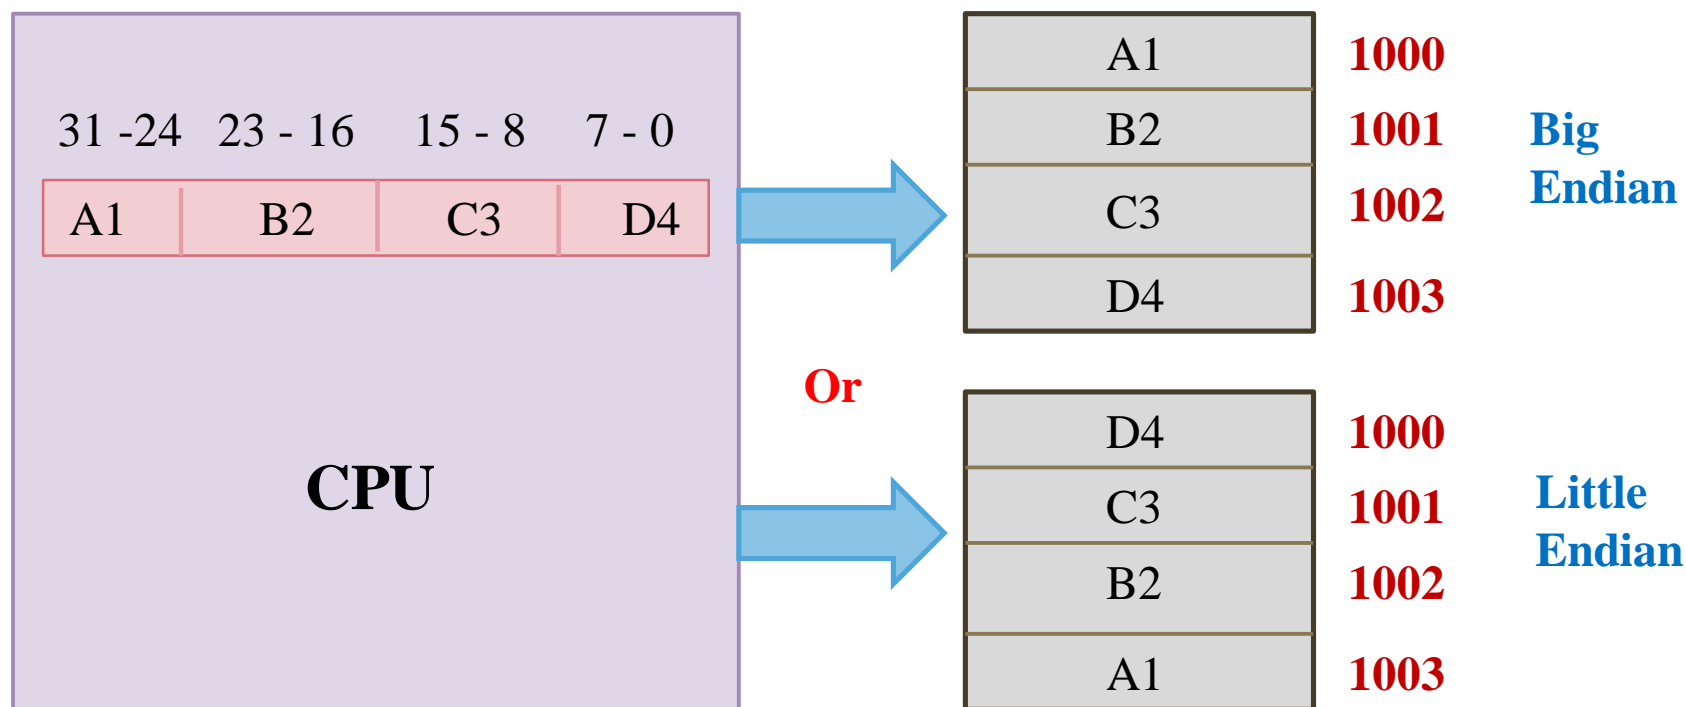 31 -24 23 - 16 15 - 8 7 - 0
A1 B2 C3 D4
CPU
Or
A1 1000
B2 1001
C3 1002
D4 1003
Big
Endian
D4 1000
C3 1001
B2 1002
A1 1003
Little
Endian